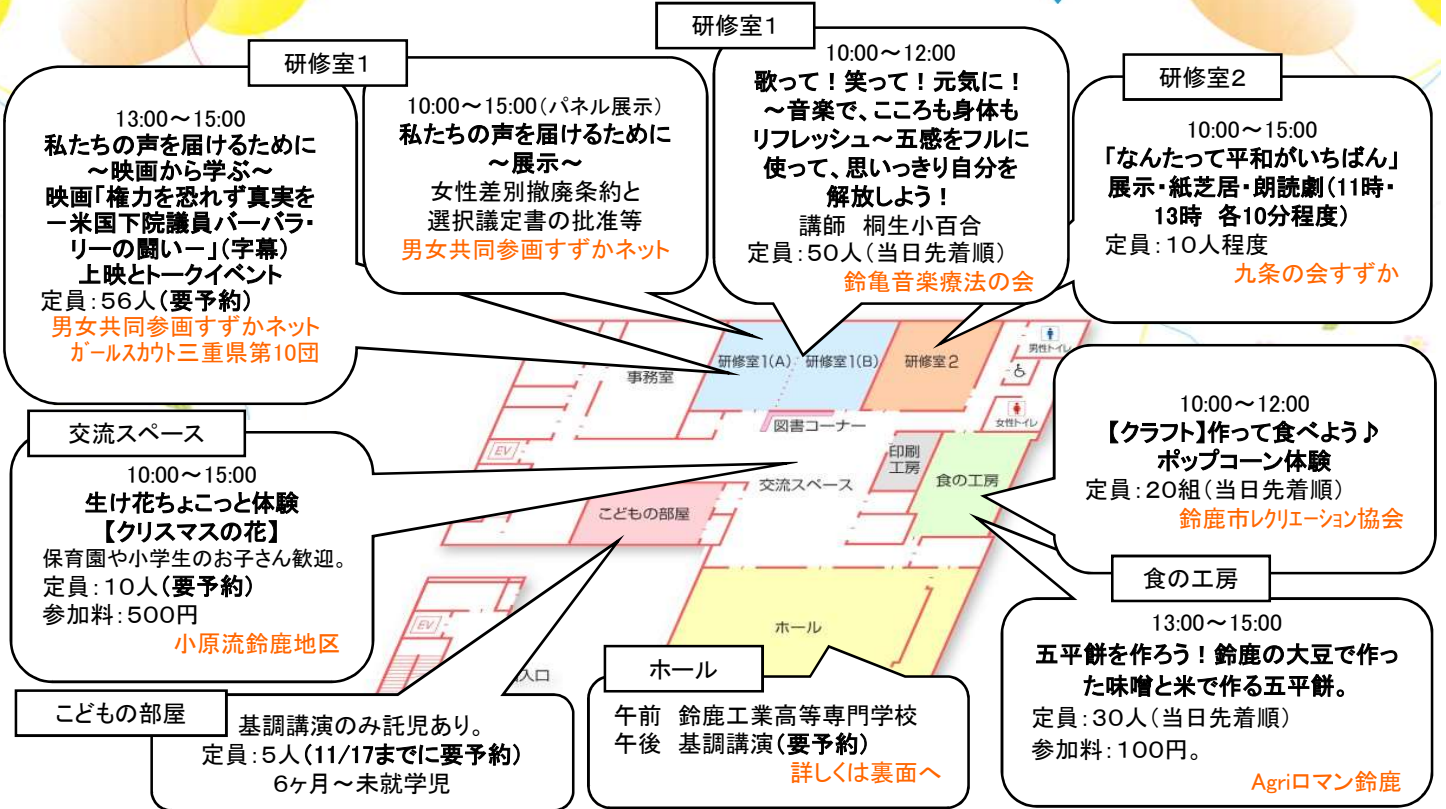 研修室1
13:00～15:00
私たちの声を届けるために
～映画から学ぶ～
映画「権力を恐れず真実を
－米国下院議員バーバラ・
リーの闘いー」(字幕)
上映とトークイベント
定員:56人(要予約)
男女共同参画すずかネット
ガールスカウト三重県第10団
10:00～15:00(パネル展示)
私たちの声を届けるために
～展示～
女性差別撤廃条約と
選択議定書の批准等
男女共同参画すずかネット
研修室1
10:00～12:00
歌って！笑って！元気に！
～音楽で、こころも身体も
リフレッシュ～五感をフルに
使って、思いっきり自分を
解放しよう！
講師　桐生小百合
定員:50人(当日先着順)
鈴亀音楽療法の会
研修室2
10:00～15:00
「なんたって平和がいちばん」
展示・紙芝居・朗読劇(11時・
13時　各10分程度)
定員:10人程度
九条の会すずか
交流スペース
10:00～15:00
生け花ちょこっと体験
【クリスマスの花】
保育園や小学生のお子さん歓迎。
定員:10人(要予約)
参加料:500円
小原流鈴鹿地区
10:00～12:00
【クラフト】作って食べよう♪
ポップコーン体験
定員:20組(当日先着順)
鈴鹿市レクリエーション協会
食の工房
13:00～15:00
五平餅を作ろう！鈴鹿の大豆で作っ
た味噌と米で作る五平餅。
定員:30人(当日先着順)
参加料:100円。
Agriロマン鈴鹿
こどもの部屋
基調講演のみ託児あり。
定員:5人(11/17までに要予約)
6ヶ月～未就学児
ホール
午前　鈴鹿工業高等専門学校
午後　基調講演(要予約)
詳しくは裏面へ
事務室
研修室1(A)
研修室1(B)
研修室2
男性トイレ
女性トイレ
図書コーナー
印刷
工房
食の工房
交流スペース
こどもの部屋
EV
ホール
EV
入口